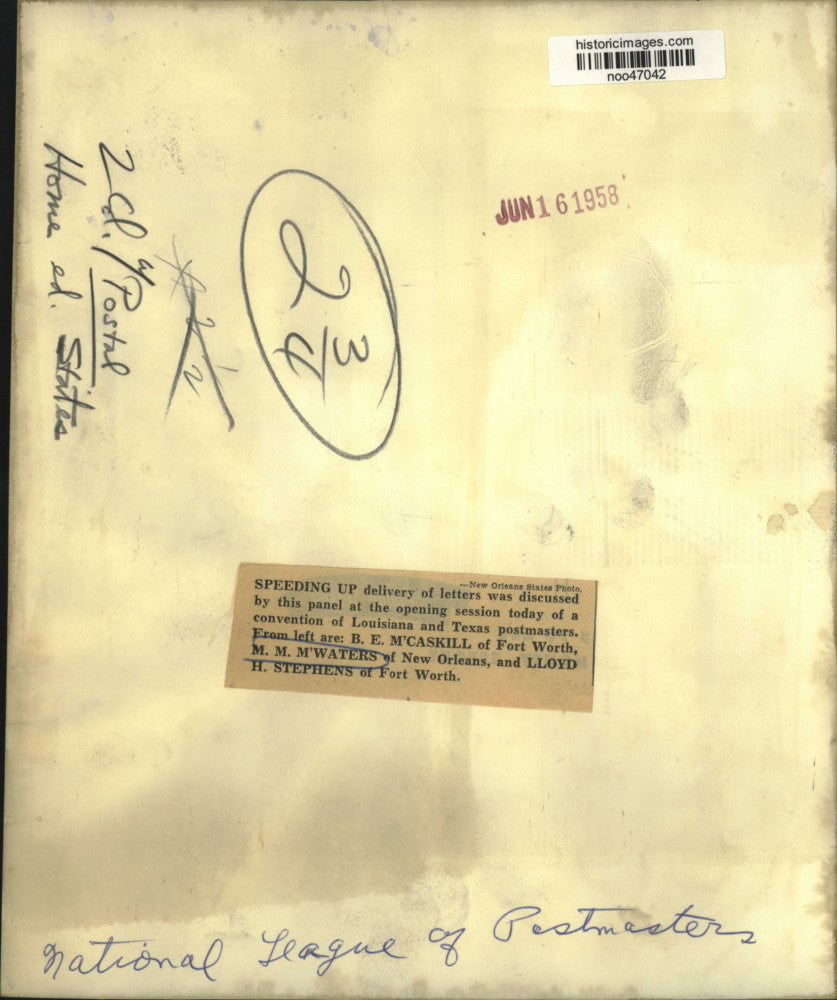 historicimages.com
noo47042
JUN 16 1958
2 3/4
Postal
Home ed. States
—New Orleans States Photo.
SPEEDING UP delivery of letters was discussed
by this panel at the opening session today of a
convention of Louisiana and Texas postmasters.
From left are: B. E. M'CASKILL of Fort Worth,
M. M. M'WATERS of New Orleans, and LLOYD
H. STEPHENS of Fort Worth.
National League of Postmasters